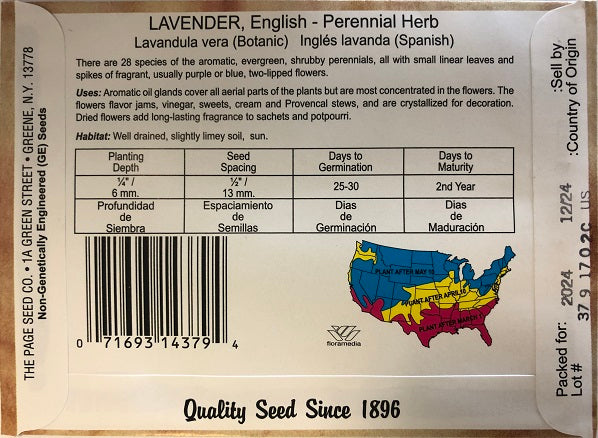 LAVENDER, English - Perennial Herb
Lavandula vera (Botanic) Inglés lavanda (Spanish)
There are 28 species of the aromatic, evergreen, shrubby perennials, all with small linear leaves and
spikes of fragrant, usually purple or blue, two-lipped flowers.
Uses: Aromatic oil glands cover all aerial parts of the plants but are most concentrated in the flowers. The
flowers flavor jams, vinegar, sweets, cream and Provencal stews, and are crystallized for decoration.
Dried flowers add long-lasting fragrance to sachets and potpourri.
Habitat: Well drained, slightly limey soil, sun.
Planting Depth
Seed Spacing
Days to Germination
Days to Maturity
¼" / 6 mm.
½" / 13 mm.
25-30
2nd Year
Profundidad de Siembra
Espaciamiento de Semillas
Dias de Germinación
Dias de Maduración
PLANT AFTER MAY 10
PLANT AFTER APRIL 10
PLANT AFTER MARCH 1
floramedia
0 71693 14379 4
Quality Seed Since 1896
THE PAGE SEED CO. • 1A GREEN STREET • GREENE, N.Y. 13778
Non-Genetically Engineered (GE) Seeds
:Sell by
:Country of Origin
Packed for: 2024 12/24
Lot # 37.9 1702C US